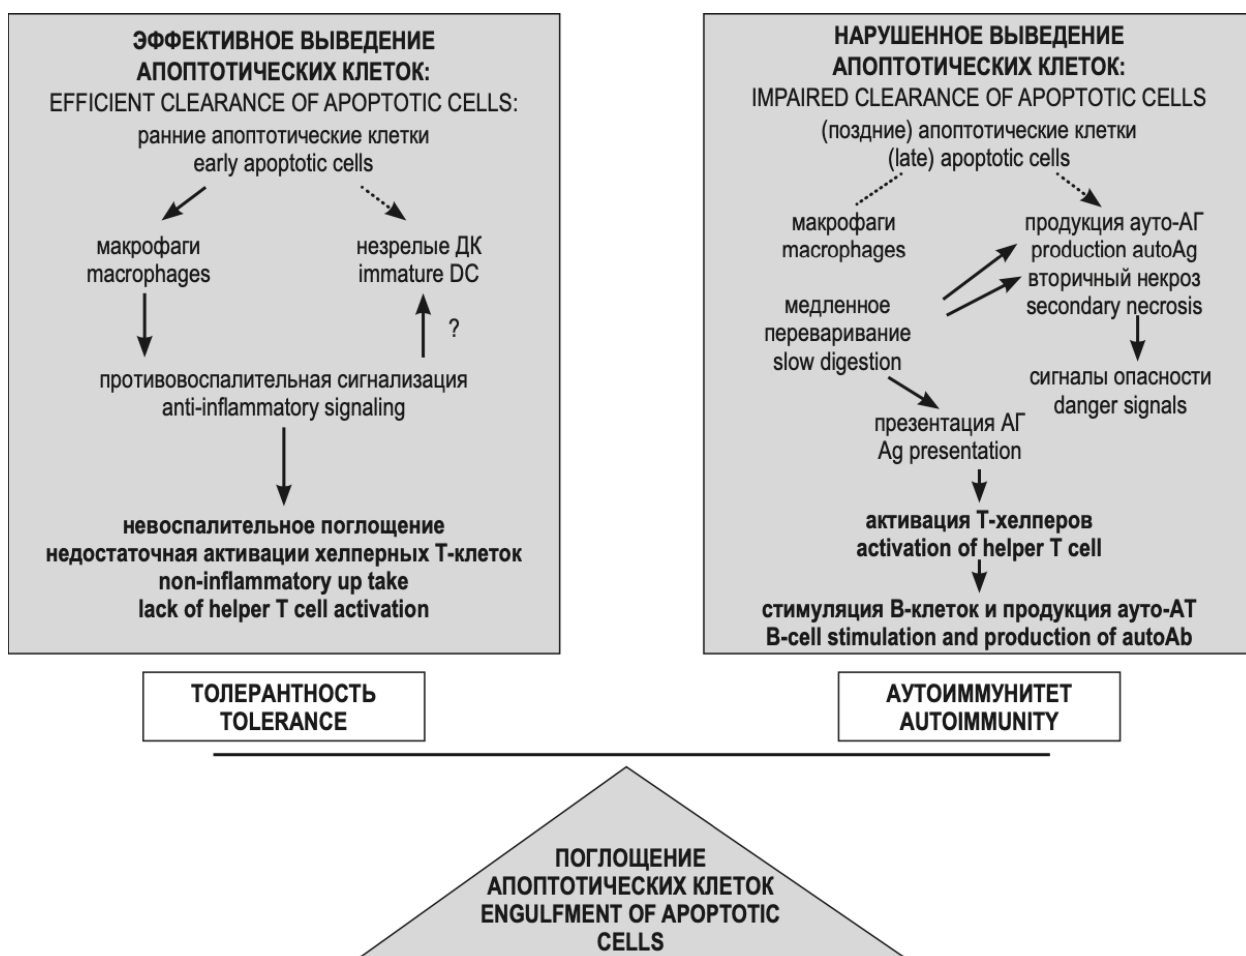 ЭФФЕКТИВНОЕ ВЫВЕДЕНИЕ
АПОПТОТИЧЕСКИХ КЛЕТОК:
EFFICIENT CLEARANCE OF APOPTOTIC CELLS:
ранние апоптотические клетки
early apoptotic cells
макрофаги
macrophages
незрелые ДК
immature DC
?
противовоспалительная сигнализация
anti-inflammatory signaling
невоспалительное поглощение
недостаточная активации хелперных Т-клеток
non-inflammatory up take
lack of helper T cell activation
ТОЛЕРАНТНОСТЬ
TOLERANCE
НАРУШЕННОЕ ВЫВЕДЕНИЕ
АПОПТОТИЧЕСКИХ КЛЕТОК:
IMPAIRED CLEARANCE OF APOPTOTIC CELLS
(поздние) апоптотические клетки
(late) apoptotic cells
макрофаги
macrophages
продукция ауто-АГ
production autoAg
вторичный некроз
secondary necrosis
медленное
переваривание
slow digestion
сигналы опасности
danger signals
презентация АГ
Ag presentation
активация Т-хелперов
activation of helper T cell
стимуляция В-клеток и продукция ауто-АТ
B-cell stimulation and production of autoAb
АУТОИММУНИТЕТ
AUTOIMMUNITY
ПОГЛОЩЕНИЕ
АПОПТОТИЧЕСКИХ КЛЕТОК
ENGULFMENT OF APOPTOTIC
CELLS